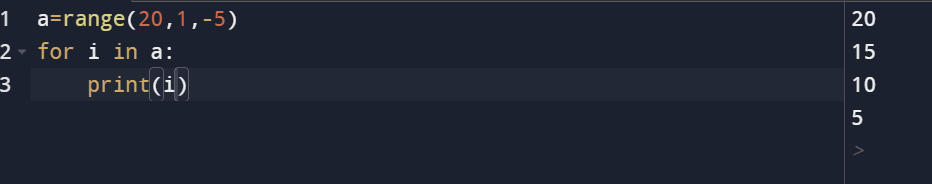 1 a=range(20,1,-5)
2 for i in a:
3     print(i)
20
15
10
5
>